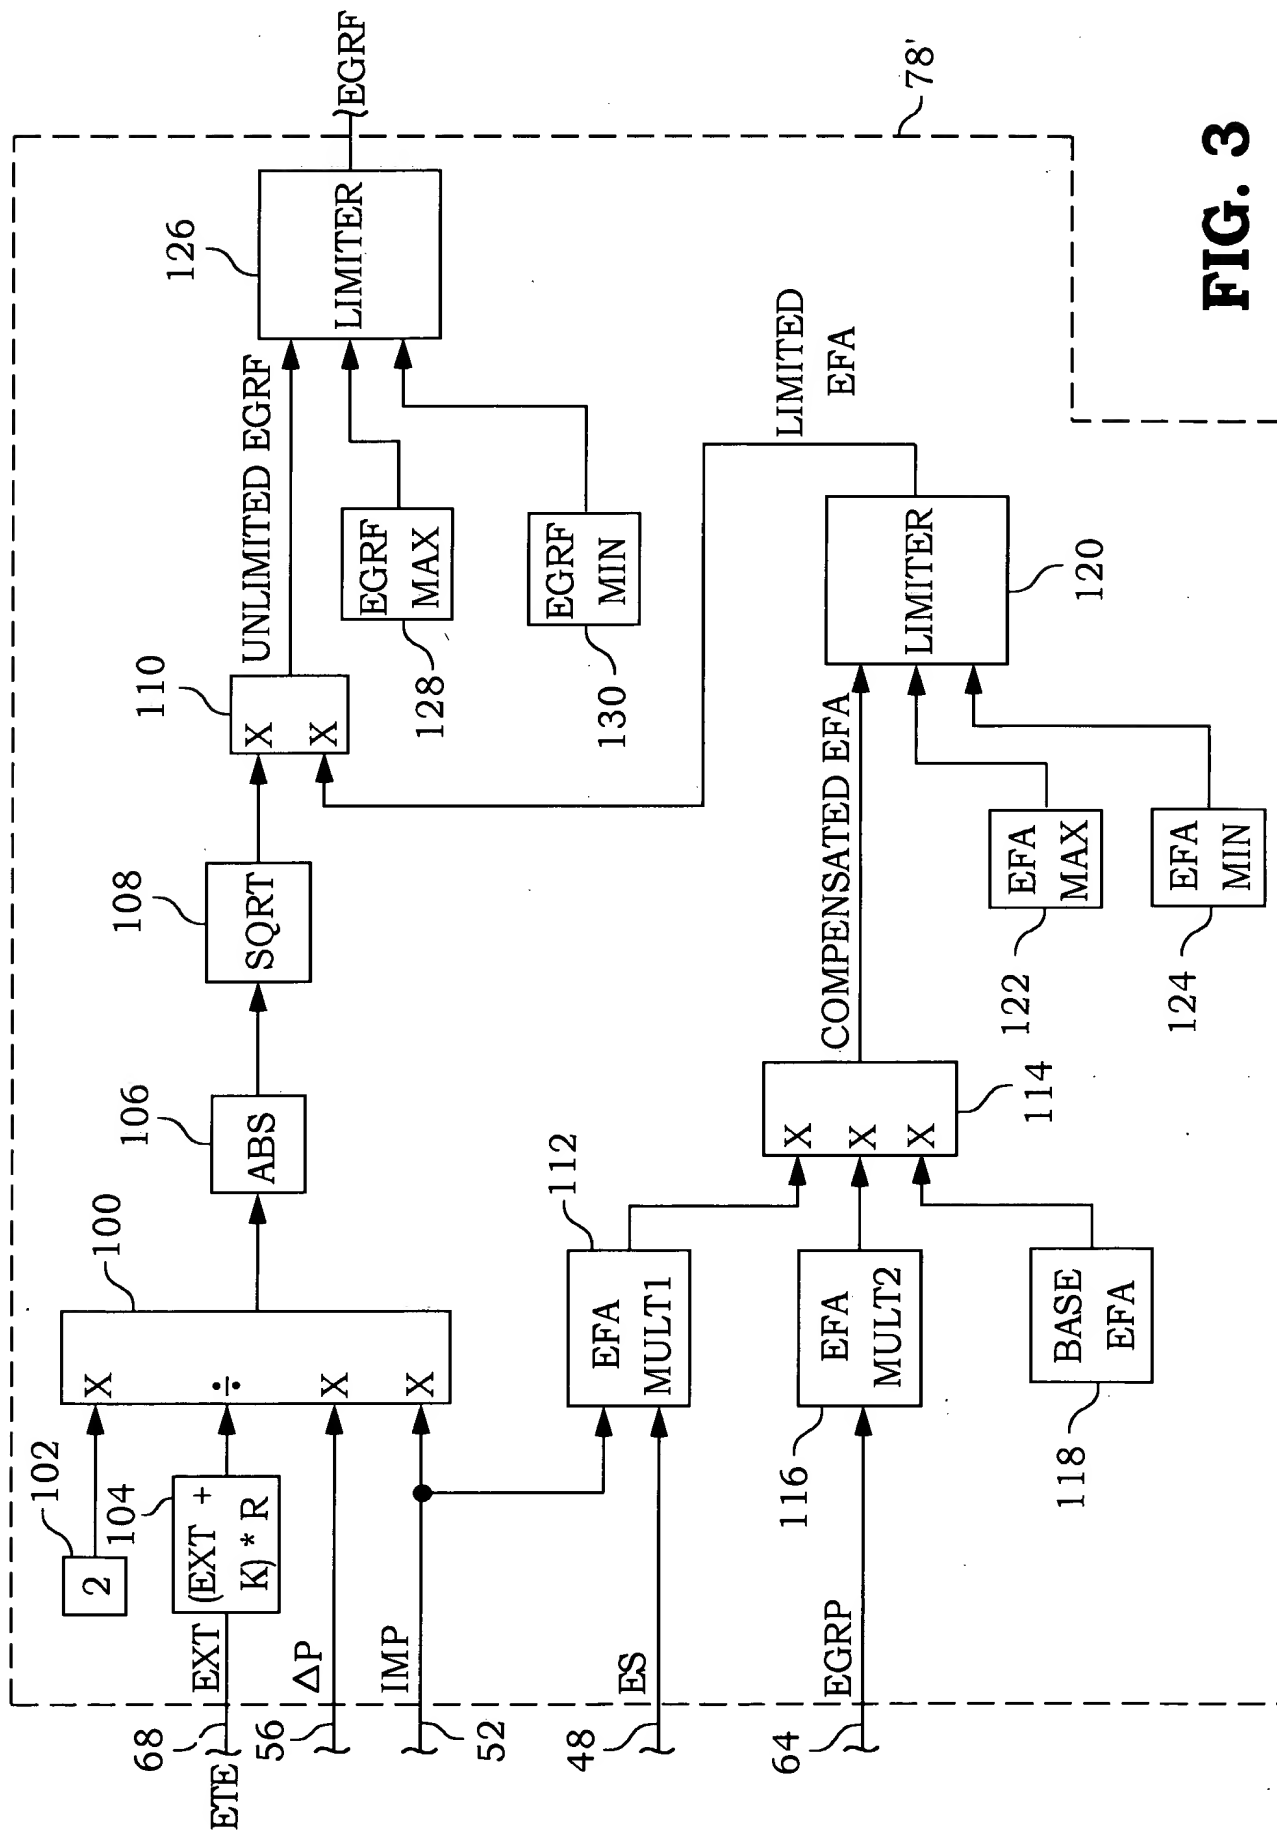 ETE
68
EXT
56
ΔP
IMP
52
48
ES
64
EGRP
102
2
104
(EXT +
K) * R
100
X
÷
X
X
106
ABS
108
SQRT
110
X
X
UNLIMITED EGRF
126
LIMITER
EGRF
EGRF
MAX
128
EGRF
MIN
130
112
EFA
MULT1
116
EFA
MULT2
118
BASE
EFA
X
X
X
114
COMPENSATED EFA
LIMITER
120
EFA
MAX
122
EFA
MIN
124
LIMITED
EFA
78'
FIG. 3